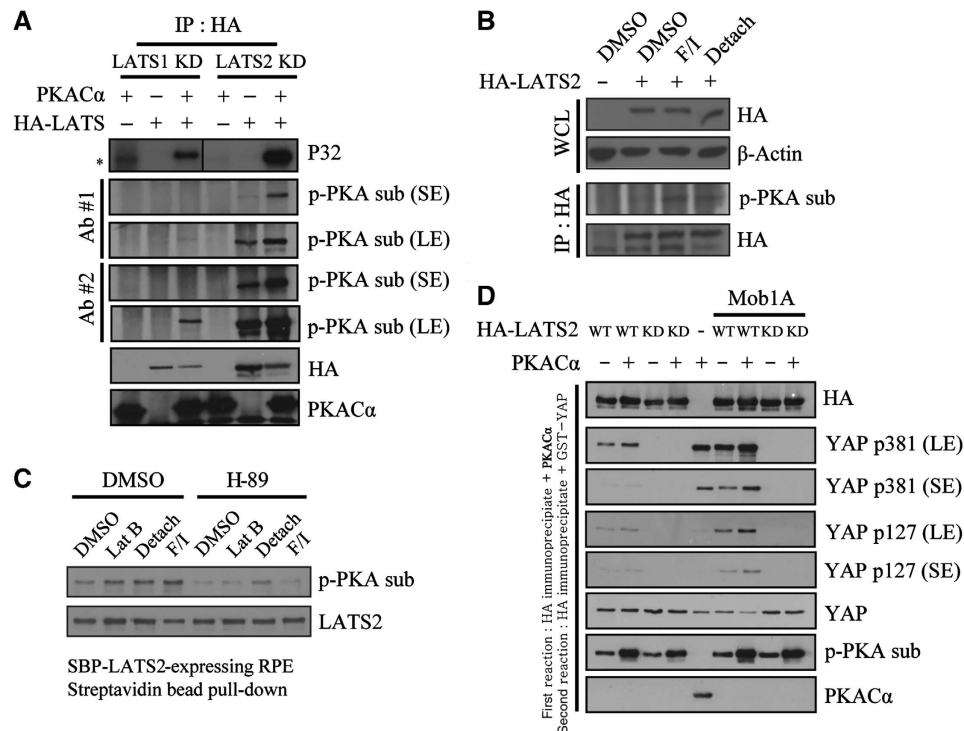 A
IP : HA
LATS1 KD LATS2 KD
PKACα + − + + − +
HA-LATS − + + − + +
* P32
Ab #1
p-PKA sub (SE)
p-PKA sub (LE)
Ab #2
p-PKA sub (SE)
p-PKA sub (LE)
HA
PKACα
B
DMSO DMSO F/I Detach
HA-LATS2 − + + +
WCL
HA
β-Actin
IP : HA
p-PKA sub
HA
C
DMSO H-89
DMSO Lat B Detach F/I DMSO Lat B Detach F/I
p-PKA sub
LATS2
SBP-LATS2-expressing RPE
Streptavidin bead pull-down
D
Mob1A
HA-LATS2 WT WT KD KD - WT WT KD KD
PKACα − + − + + − + − +
First reaction : HA immunoprecipiate + PKACα
Second reaction : HA immunoprecipitate + GST−YAP
HA
YAP p381 (LE)
YAP p381 (SE)
YAP p127 (LE)
YAP p127 (SE)
YAP
p-PKA sub
PKACα